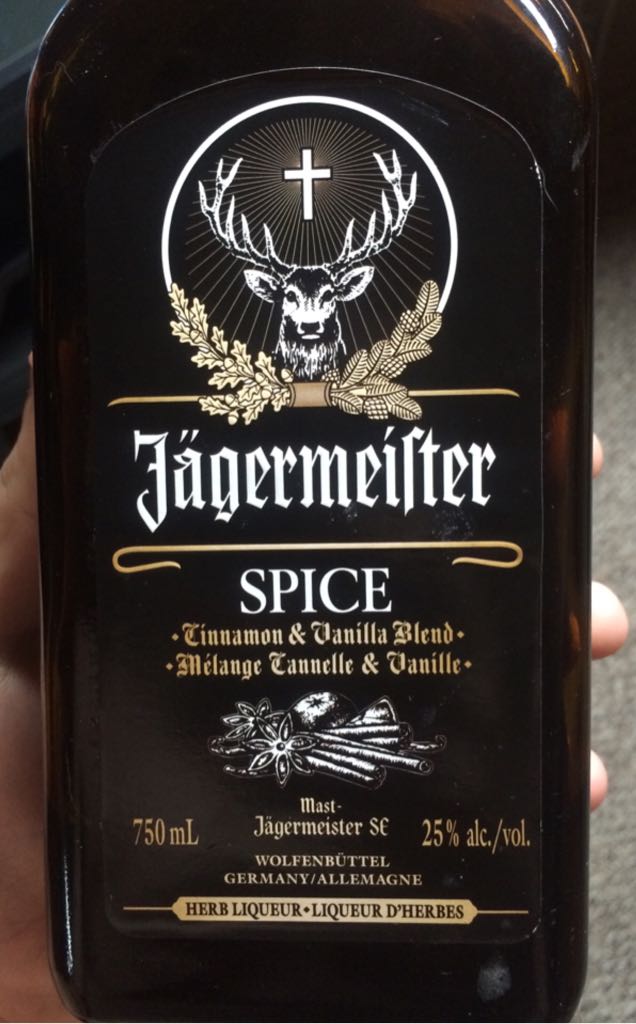 Jägermeiſter
SPICE
·Cinnamon & Vanilla Blend·
·Mélange Cannelle & Vanille·
Mast-
Jägermeister SE
750 mL
25% alc./vol.
WOLFENBÜTTEL
GERMANY/ALLEMAGNE
HERB LIQUEUR•LIQUEUR D'HERBES